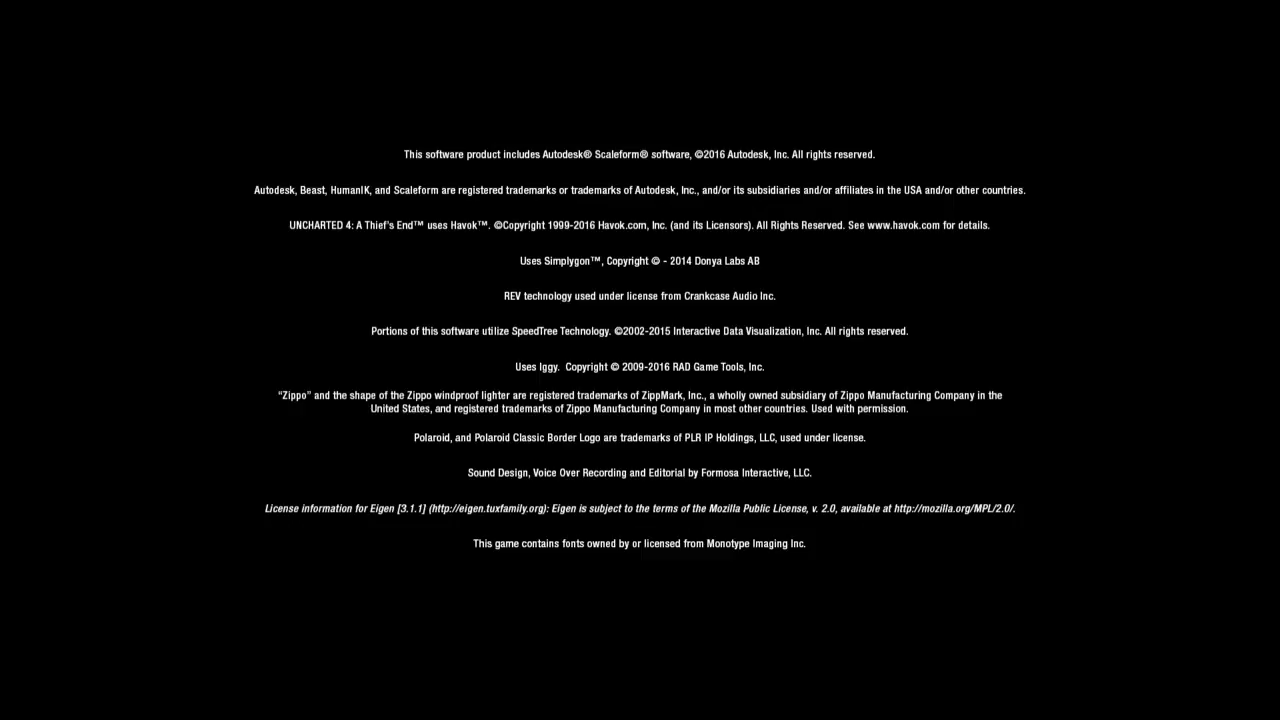 This software product includes Autodesk® Scaleform® software, ©2016 Autodesk, Inc. All rights reserved.
Autodesk, Beast, HumanIK, and Scaleform are registered trademarks or trademarks of Autodesk, Inc., and/or its subsidiaries and/or affiliates in the USA and/or other countries.
UNCHARTED 4: A Thief's End™ uses Havok™. ©Copyright 1999-2016 Havok.com, Inc. (and its Licensors). All Rights Reserved. See www.havok.com for details.
Uses Simplygon™, Copyright © - 2014 Donya Labs AB
REV technology used under license from Crankcase Audio Inc.
Portions of this software utilize SpeedTree Technology. ©2002-2015 Interactive Data Visualization, Inc. All rights reserved.
Uses Iggy.  Copyright © 2009-2016 RAD Game Tools, Inc.
“Zippo” and the shape of the Zippo windproof lighter are registered trademarks of ZippMark, Inc., a wholly owned subsidiary of Zippo Manufacturing Company in the
United States, and registered trademarks of Zippo Manufacturing Company in most other countries. Used with permission.
Polaroid, and Polaroid Classic Border Logo are trademarks of PLR IP Holdings, LLC, used under license.
Sound Design, Voice Over Recording and Editorial by Formosa Interactive, LLC.
License information for Eigen [3.1.1] (http://eigen.tuxfamily.org): Eigen is subject to the terms of the Mozilla Public License, v. 2.0, available at http://mozilla.org/MPL/2.0/.
This game contains fonts owned by or licensed from Monotype Imaging Inc.